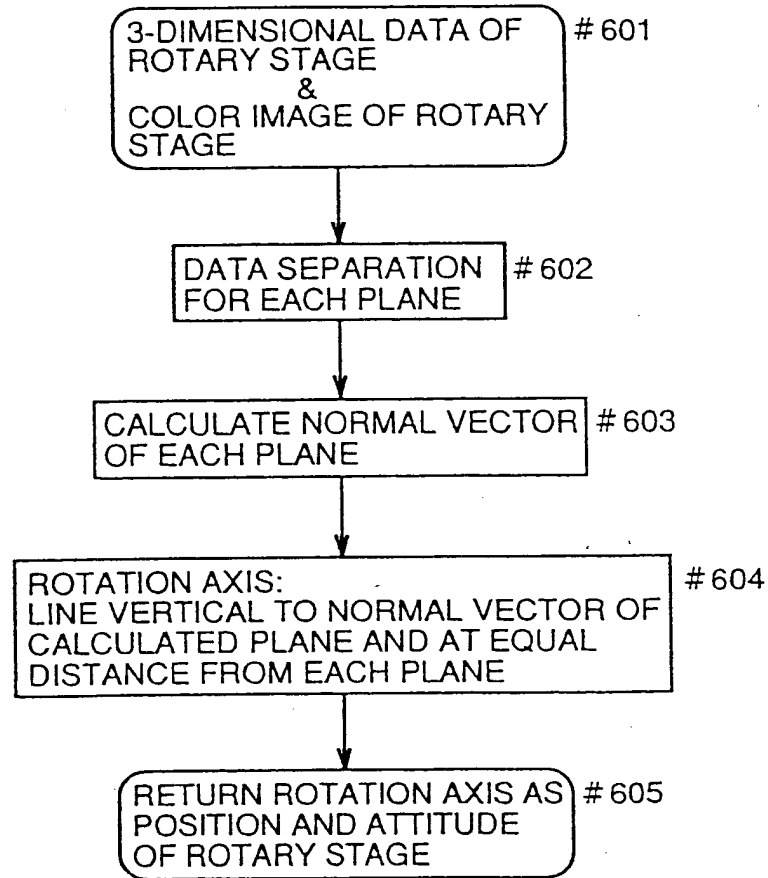 3-DIMENSIONAL DATA OF # 601
ROTARY STAGE
&
COLOR IMAGE OF ROTARY
STAGE
DATA SEPARATION # 602
FOR EACH PLANE
CALCULATE NORMAL VECTOR # 603
OF EACH PLANE
ROTATION AXIS: # 604
LINE VERTICAL TO NORMAL VECTOR OF
CALCULATED PLANE AND AT EQUAL
DISTANCE FROM EACH PLANE
RETURN ROTATION AXIS AS # 605
POSITION AND ATTITUDE
OF ROTARY STAGE